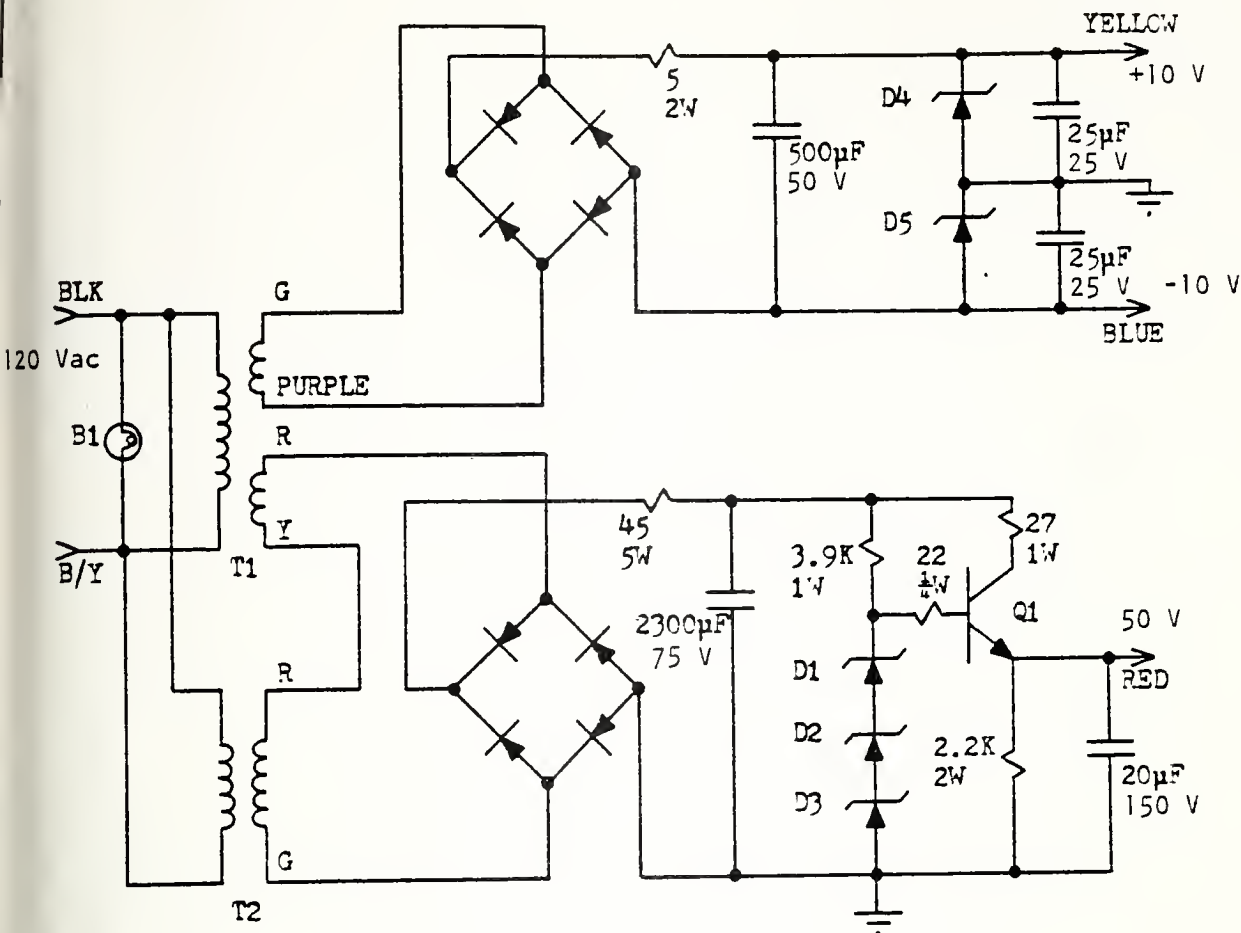 YELLOW
+10 V
5
2W
D4
500µF
50 V
25µF
25 V
D5
25µF
25 V
-10 V
BLUE
BLK
G
120 Vac
PURPLE
B1
R
Y
B/Y
T1
45
5W
3.9K
1W
22
¼W
27
1W
Q1
2300µF
75 V
50 V
RED
R
D1
D2
2.2K
2W
D3
20µF
150 V
G
T2